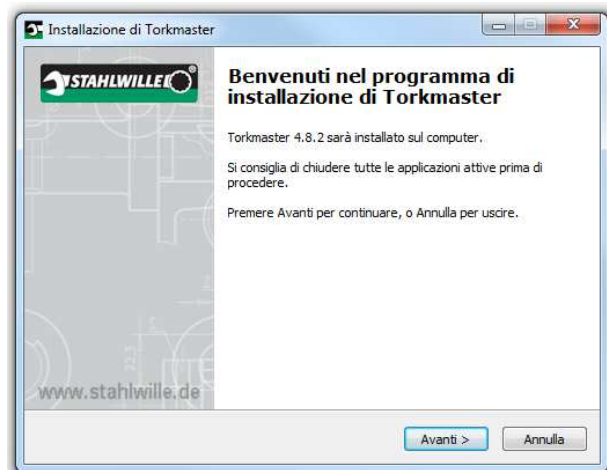 Installazione di Torkmaster
STAHLWILLE
Benvenuti nel programma di
installazione di Torkmaster
Torkmaster 4.8.2 sarà installato sul computer.
Si consiglia di chiudere tutte le applicazioni attive prima di
procedere.
Premere Avanti per continuare, o Annulla per uscire.
www.stahlwille.de
Avanti >
Annulla